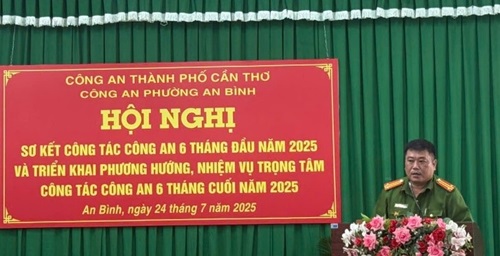 CÔNG AN THÀNH PHỐ CẦN THƠ
CÔNG AN PHƯỜNG AN BÌNH
HỘI NGHỊ
SƠ KẾT CÔNG TÁC CÔNG AN 6 THÁNG ĐẦU NĂM 2025
VÀ TRIỂN KHAI PHƯƠNG HƯỚNG, NHIỆM VỤ TRỌNG TÂM
CÔNG TÁC CÔNG AN 6 THÁNG CUỐI NĂM 2025
An Bình, ngày 24 tháng 7 năm 2025